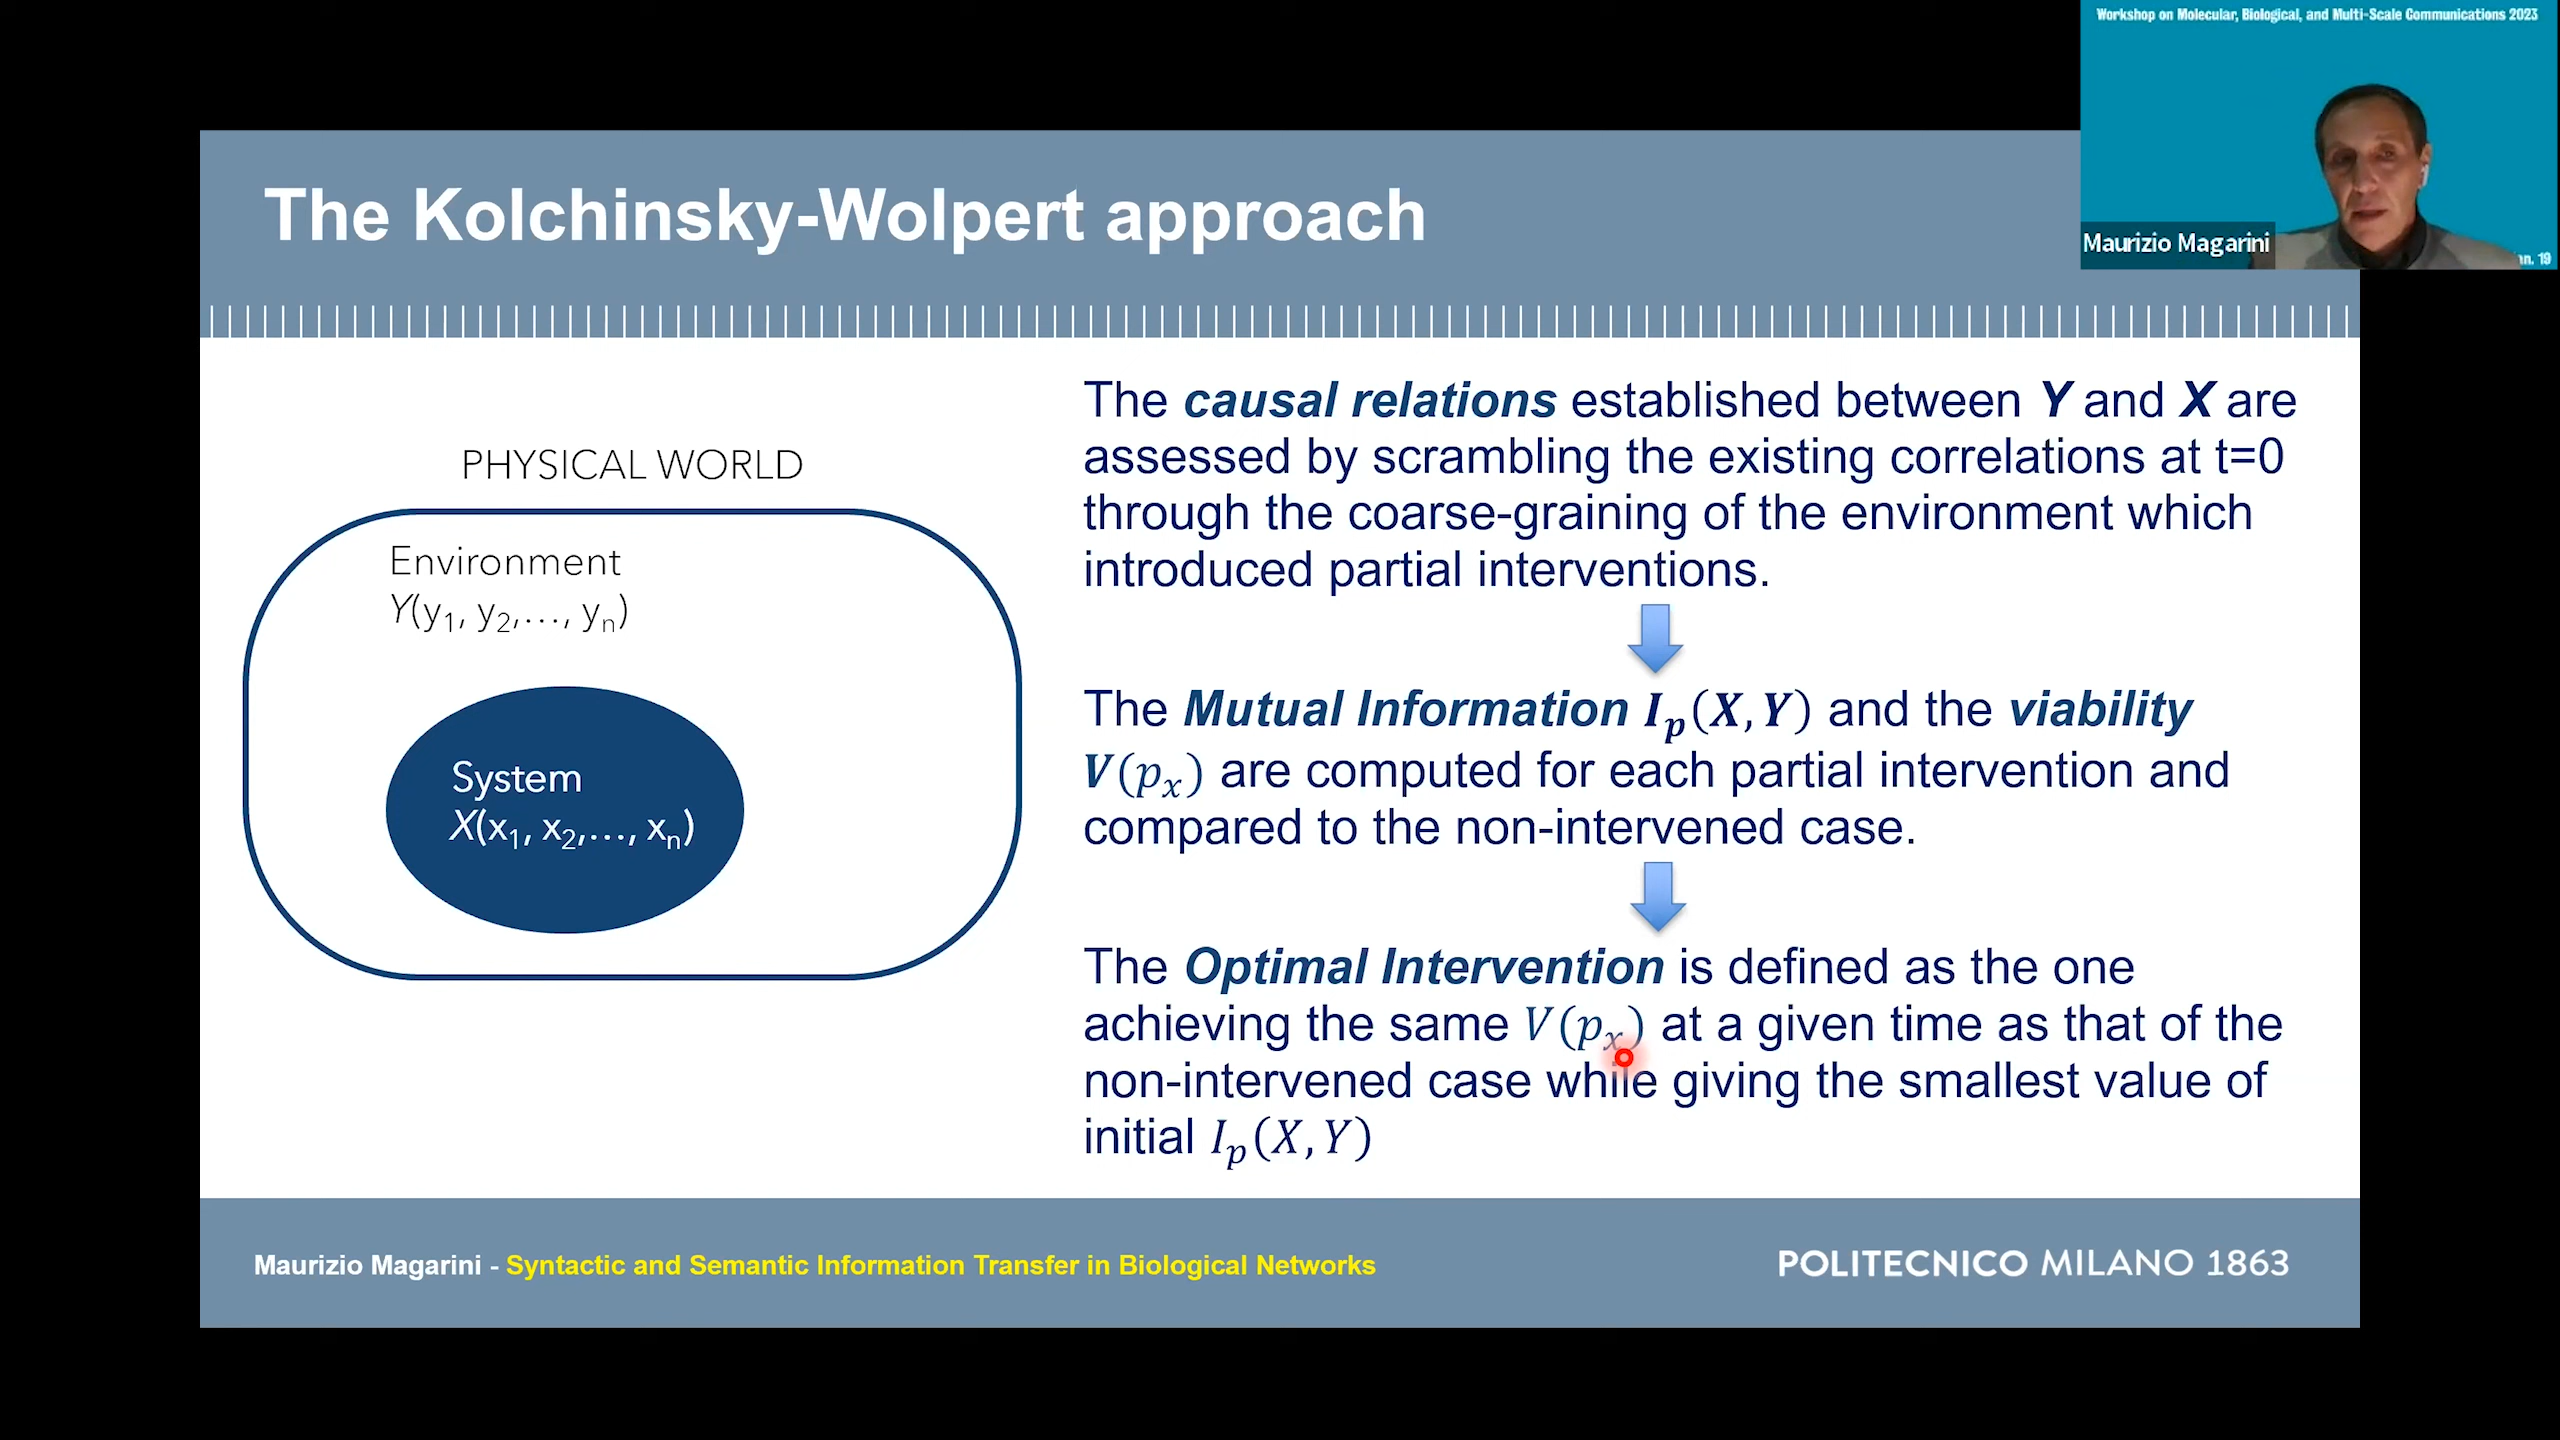 Workshop on Molecular, Biological, and Multi-Scale Communications 2023
Maurizio Magarini
The Kolchinsky-Wolpert approach
PHYSICAL WORLD
Environment
Y(y₁, y₂,…, yₙ)
System
X(x₁, x₂,…, xₙ)
The causal relations established between Y and X are
assessed by scrambling the existing correlations at t=0
through the coarse-graining of the environment which
introduced partial interventions.
The Mutual Information Iₚ(X,Y) and the viability
V(pₓ) are computed for each partial intervention and
compared to the non-intervened case.
The Optimal Intervention is defined as the one
achieving the same V(pₓ) at a given time as that of the
non-intervened case while giving the smallest value of
initial Iₚ(X,Y)
Maurizio Magarini - Syntactic and Semantic Information Transfer in Biological Networks
POLITECNICO MILANO 1863